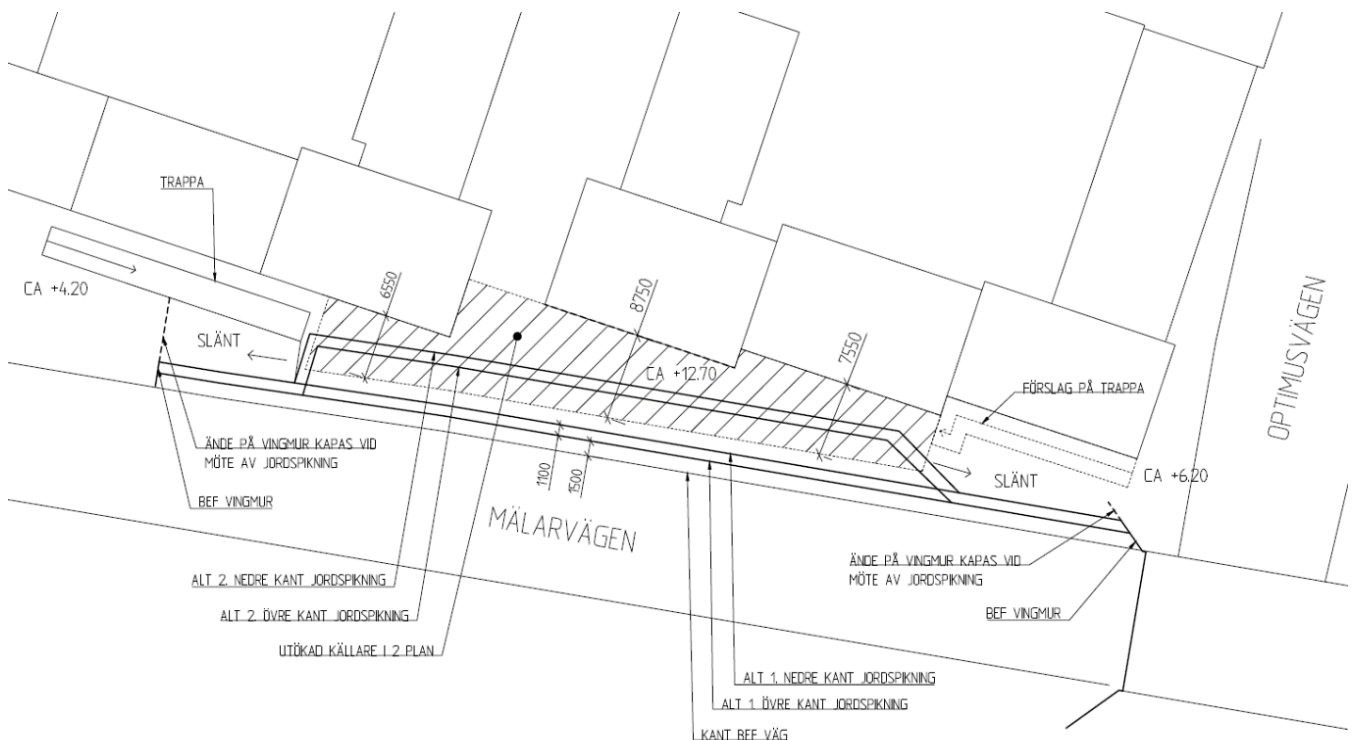 TRAPPA
CA +4.20
SLÄNT
6550
8750
CA +12.70
7550
FÖRSLAG PÅ TRAPPA
OPTIMUSVÄGEN
CA +6.20
SLÄNT
ÄNDE PÅ VINGMUR KAPAS VID
MÖTE AV JORDSPIKNING
BEF VINGMUR
1100
1500
MÄLARVÄGEN
ÄNDE PÅ VINGMUR KAPAS VID
MÖTE AV JORDSPIKNING
BEF VINGMUR
ALT 2. NEDRE KANT JORDSPIKNING
ALT 2. ÖVRE KANT JORDSPIKNING
UTÖKAD KÄLLARE I 2 PLAN
ALT 1. NEDRE KANT JORDSPIKNING
ALT 1 ÖVRE KANT JORDSPIKNING
KANT BEF VÄG